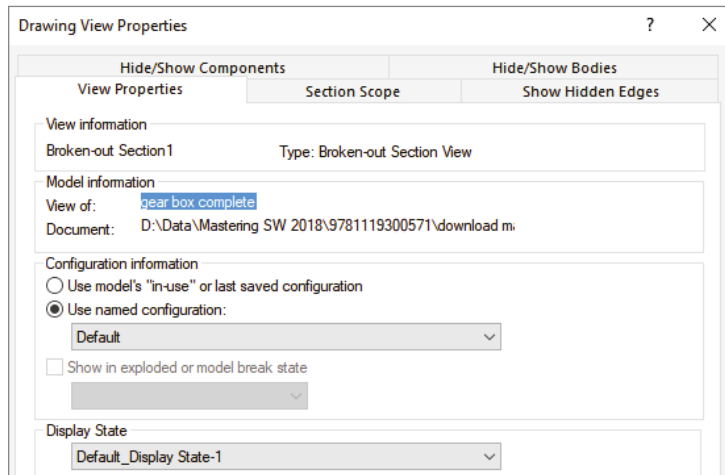 Drawing View Properties ?
Hide/Show Components Hide/Show Bodies
View Properties Section Scope Show Hidden Edges
View information
Broken-out Section1 Type: Broken-out Section View
Model information
View of: gear box complete
Document: D:\Data\Mastering SW 2018\9781119300571\download ma
Configuration information
Use model's "in-use" or last saved configuration
Use named configuration:
Default
Show in exploded or model break state
Display State
Default_Display State-1